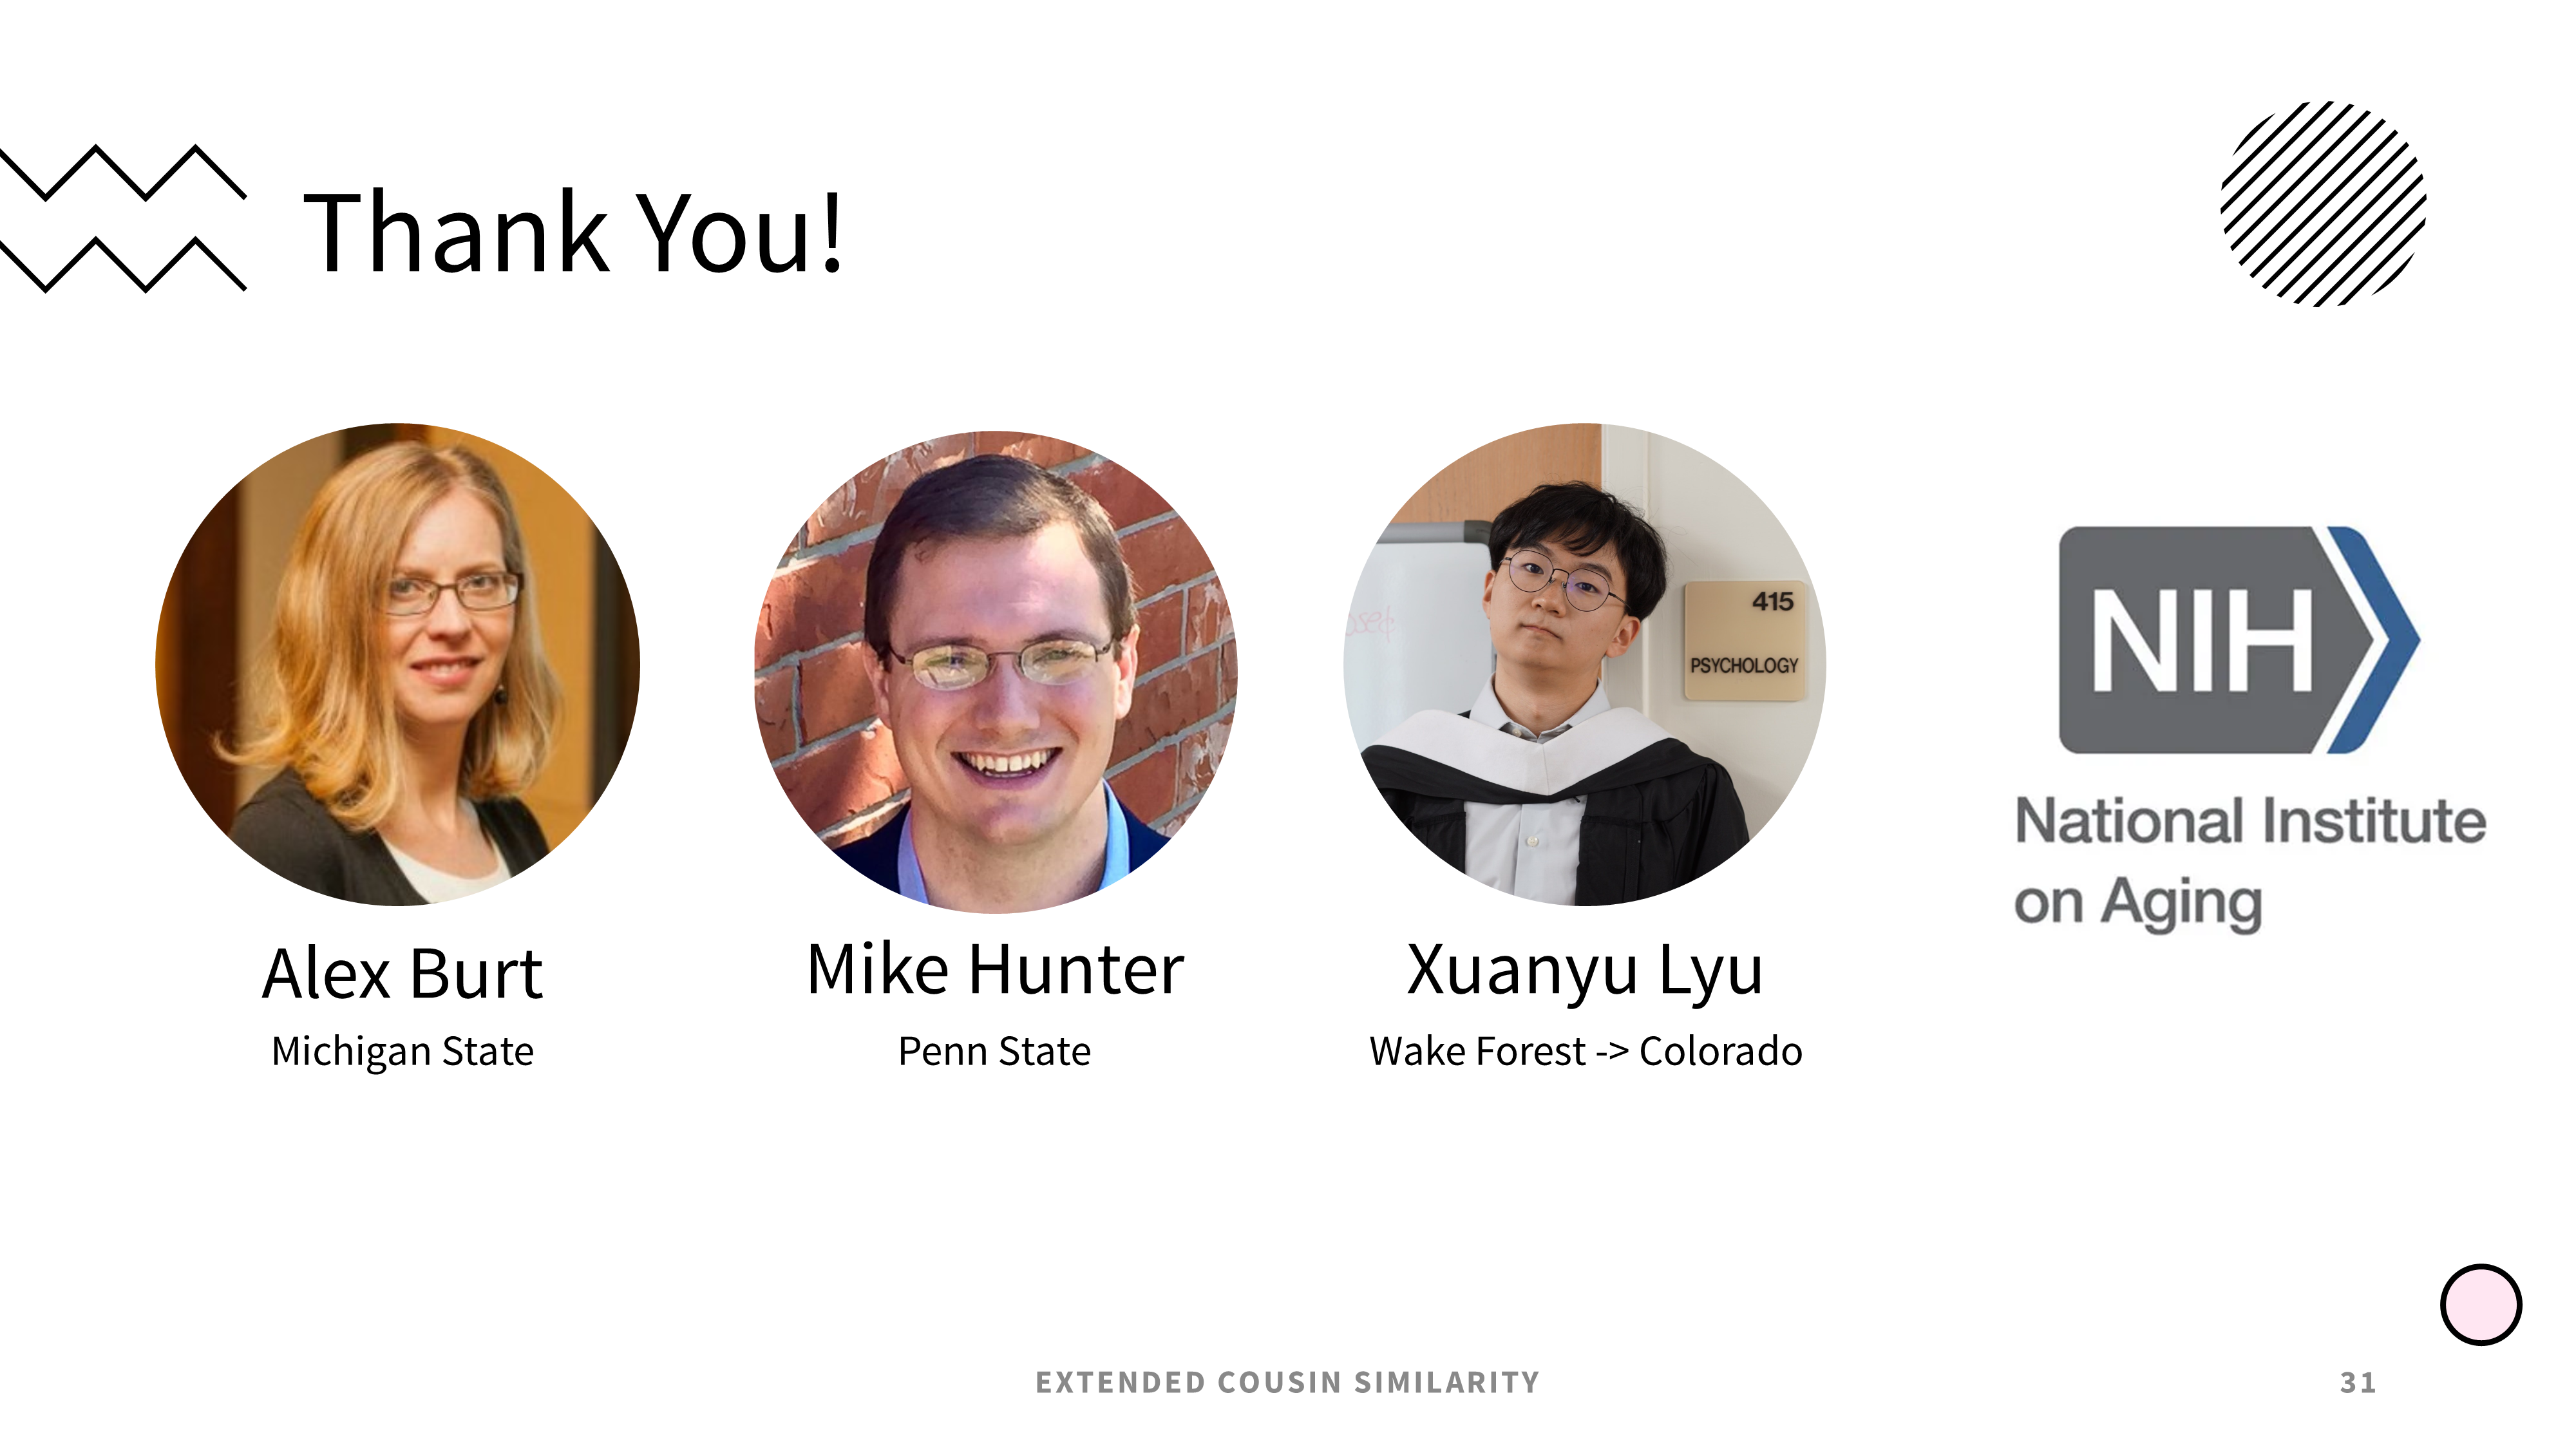 Thank You!
415
PSYCHOLOGY
NIH
National Institute
on Aging
Alex Burt
Michigan State
Mike Hunter
Penn State
Xuanyu Lyu
Wake Forest -> Colorado
EXTENDED COUSIN SIMILARITY
31